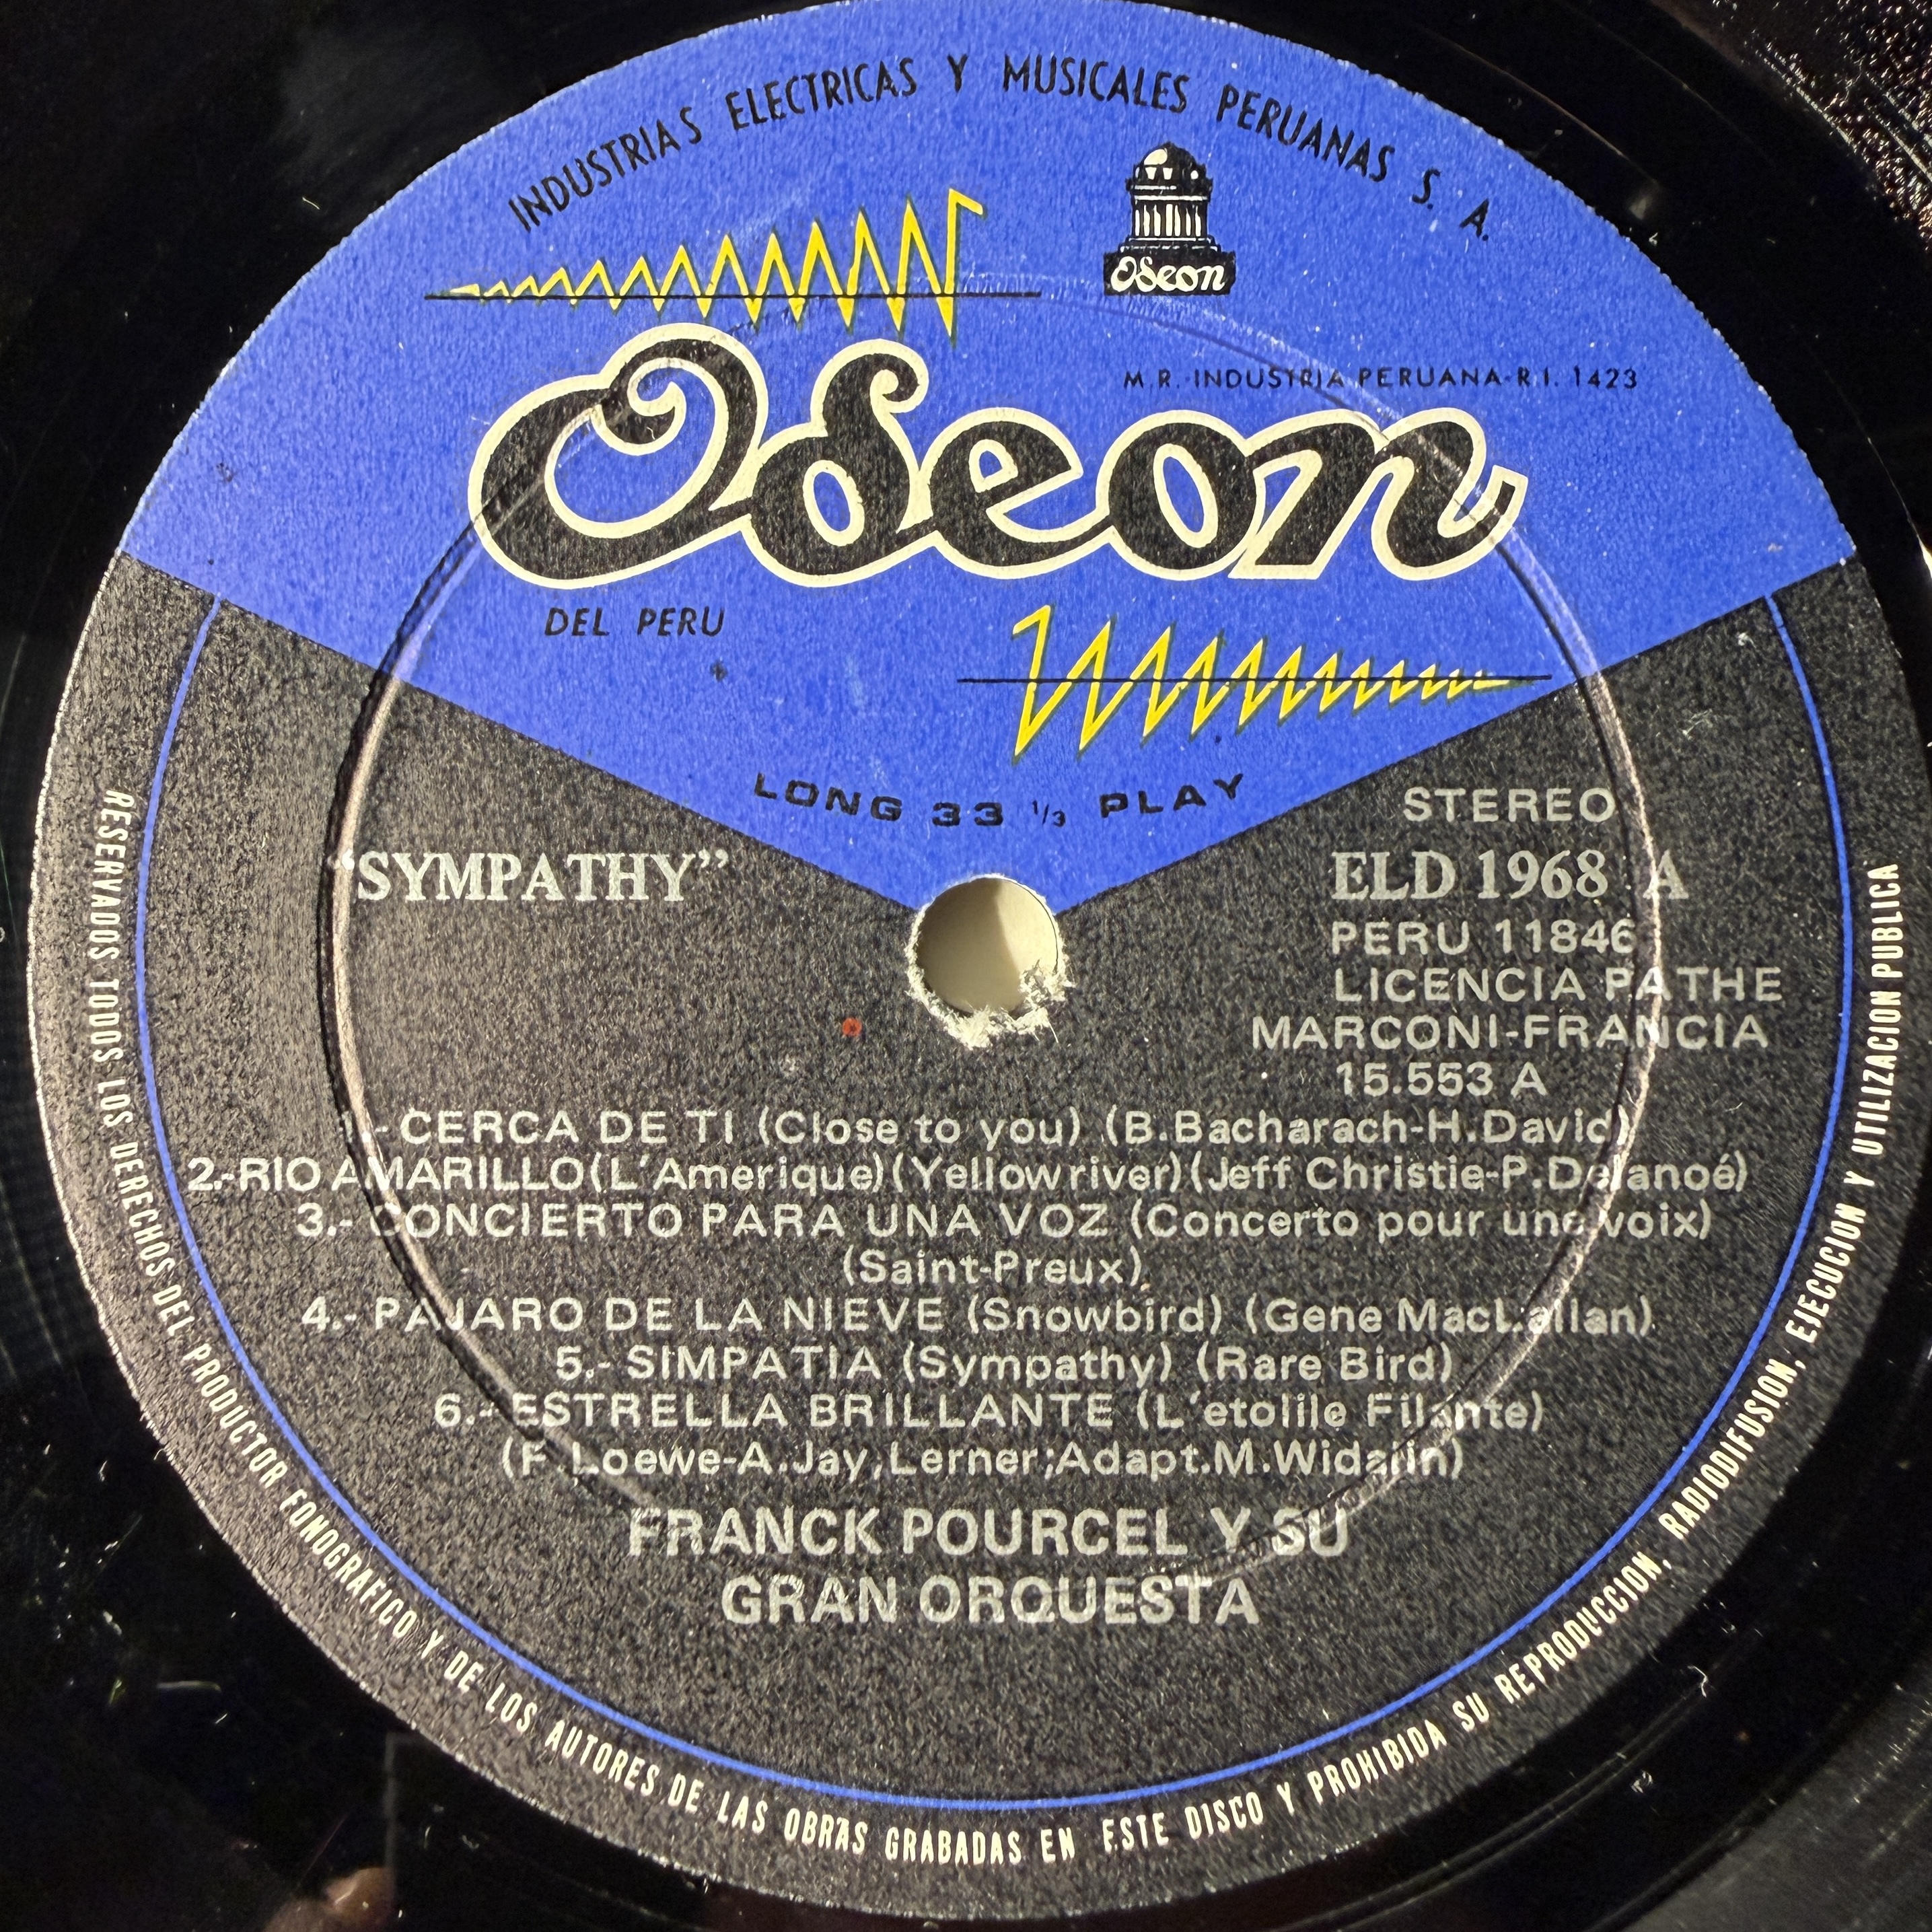 INDUSTRIAS ELECTRICAS Y MUSICALES PERUANAS S. A.
Odeon
M.R.-INDUSTRIA PERUANA-R.I. 1423
Odeon
DEL PERU
LONG 33 1/3 PLAY
STEREO
“SYMPATHY”
ELD 1968 A
PERU 11846
LICENCIA PATHE
MARCONI-FRANCIA
15.553 A
1.- CERCA DE TI (Close to you) (B.Bacharach-H.David)
2.-RIO AMARILLO(L'Amerique)(Yellow river)(Jeff Christie-P.Delanoé)
3.- CONCIERTO PARA UNA VOZ (Concerto pour une voix)
(Saint-Preux)
4.- PAJARO DE LA NIEVE (Snowbird) (Gene MacLallan)
5.- SIMPATIA (Sympathy) (Rare Bird)
6.- ESTRELLA BRILLANTE (L'etolile Filante)
(F.Loewe-A.Jay,Lerner;Adapt.M.Widalin)
FRANCK POURCEL Y SU
GRAN ORQUESTA
RESERVADOS TODOS LOS DERECHOS DEL PRODUCTOR FONOGRAFICO Y DE LOS AUTORES DE LAS OBRAS GRABADAS EN ESTE DISCO Y PROHIBIDA SU REPRODUCCION, RADIODIFUSION, EJECUCION Y UTILIZACION PUBLICA